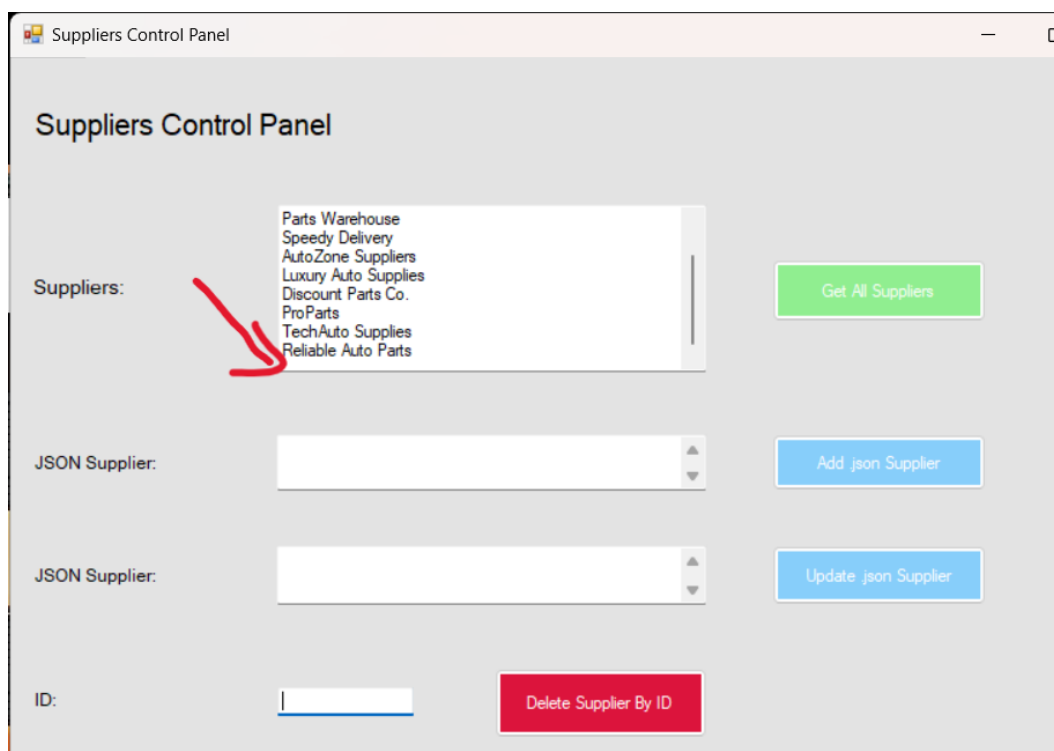 Suppliers Control Panel
Suppliers Control Panel
Suppliers:
Parts Warehouse
Speedy Delivery
AutoZone Suppliers
Luxury Auto Supplies
Discount Parts Co.
ProParts
TechAuto Supplies
Reliable Auto Parts
Get All Suppliers
JSON Supplier:
Add .json Supplier
JSON Supplier:
Update .json Supplier
ID:
Delete Supplier By ID